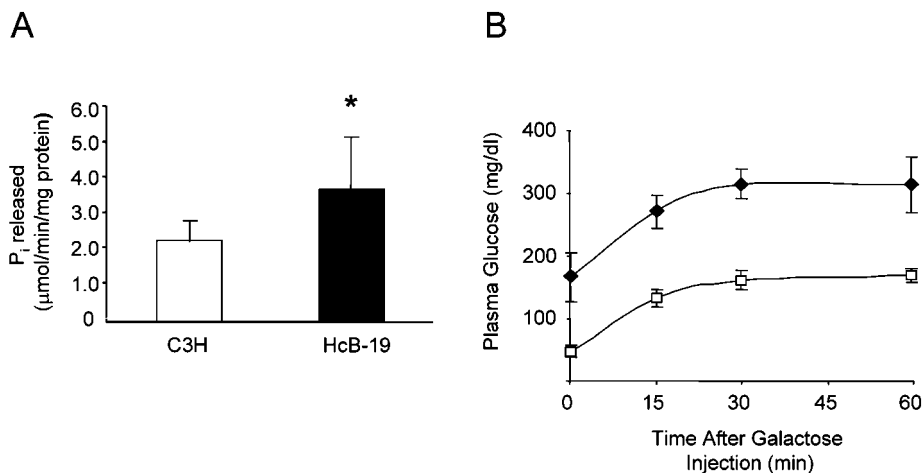 A
P_i released
(μmol/min/mg protein)
6.0
5.0
4.0
3.0
2.0
1.0
0
*
C3H
HcB-19
B
Plasma Glucose (mg/dl)
400
300
200
100
0
15
30
45
60
Time After Galactose
Injection (min)